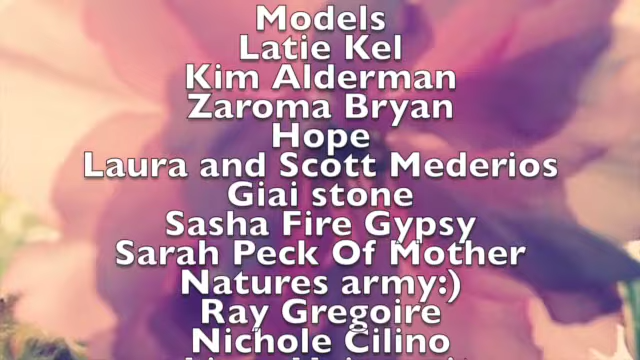 Models
Latie Kel
Kim Alderman
Zaroma Bryan
Hope
Laura and Scott Mederios
Giai stone
Sasha Fire Gypsy
Sarah Peck Of Mother
Natures army:)
Ray Gregoire
Nichole Cilino